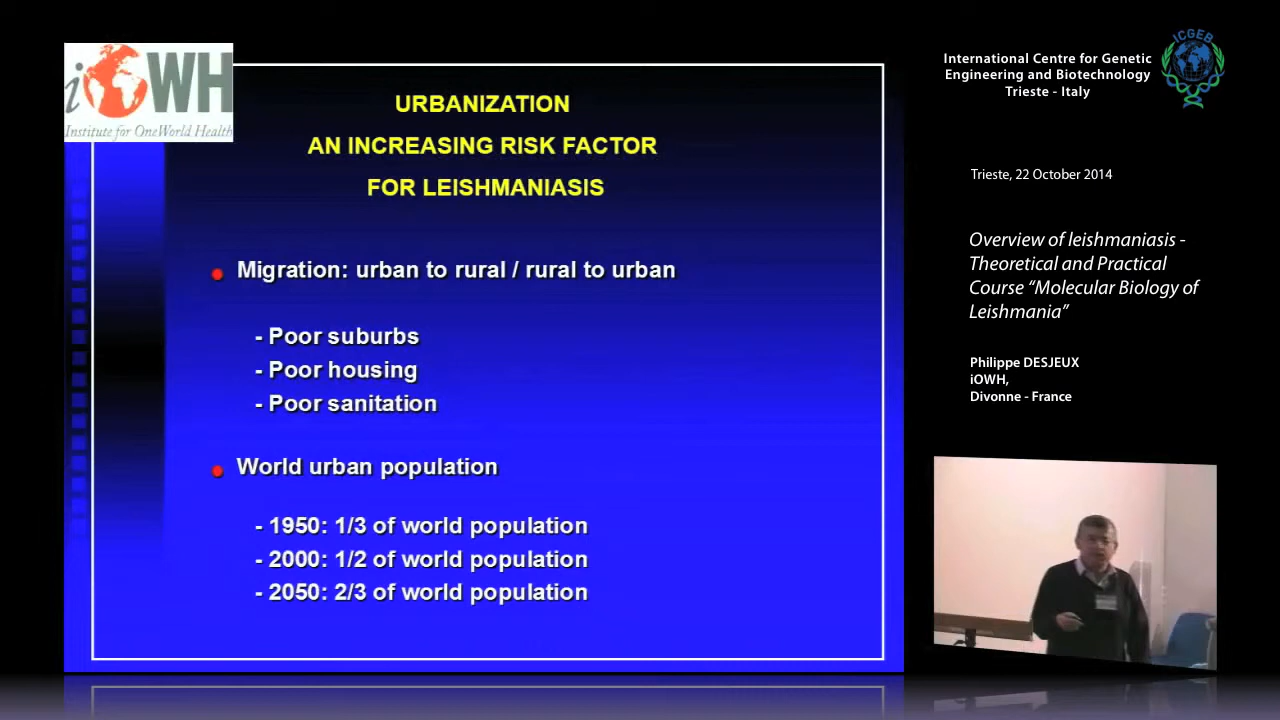 iOWH
Institute for OneWorld Health
URBANIZATION
AN INCREASING RISK FACTOR
FOR LEISHMANIASIS
Migration: urban to rural / rural to urban
- Poor suburbs
- Poor housing
- Poor sanitation
World urban population
- 1950: 1/3 of world population
- 2000: 1/2 of world population
- 2050: 2/3 of world population
International Centre for Genetic
Engineering and Biotechnology
Trieste - Italy
ICGEB
Trieste, 22 October 2014
Overview of leishmaniasis -
Theoretical and Practical
Course “Molecular Biology of
Leishmania”
Philippe DESJEUX
iOWH,
Divonne - France